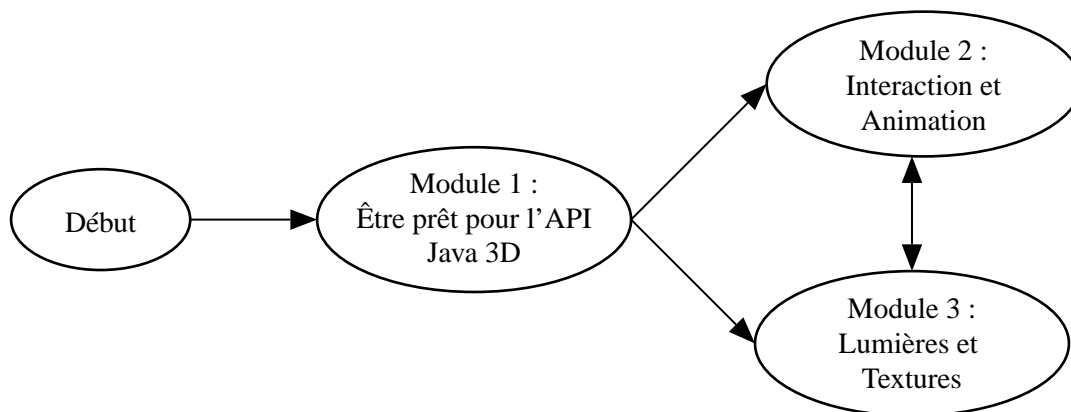 Début
Module 1 :
Être prêt pour l’API
Java 3D
Module 2 :
Interaction et
Animation
Module 3 :
Lumières et
Textures